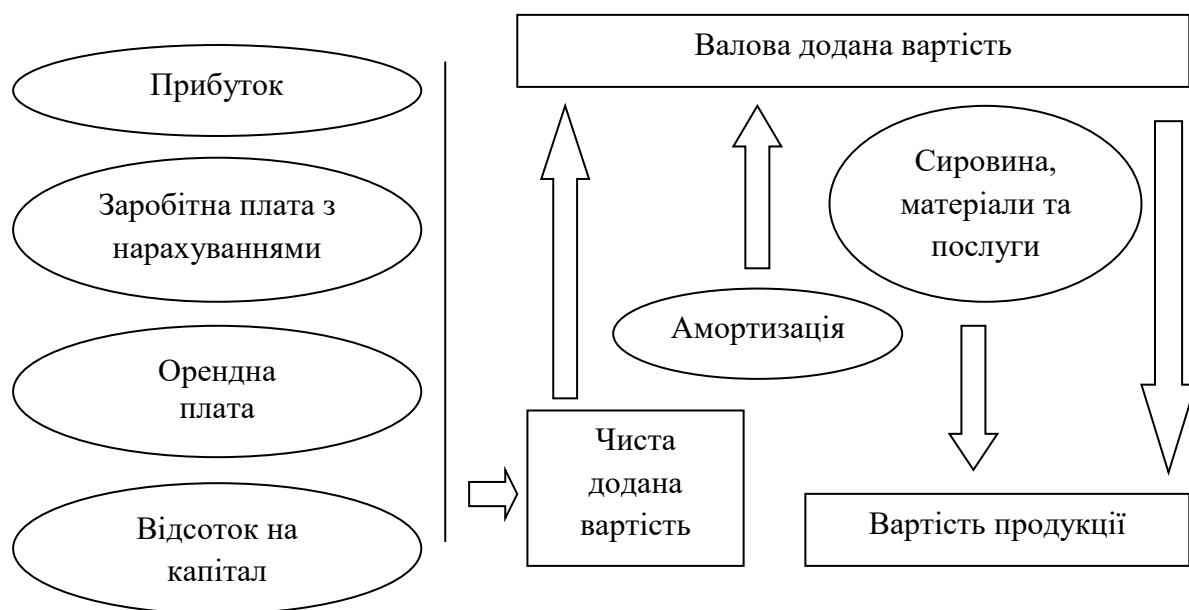 Прибуток
Заробітна плата з
нарахуваннями
Орендна
плата
Відсоток на
капітал
Валова додана вартість
Сировина,
матеріали та
послуги
Амортизація
Чиста
додана
вартість
Вартість продукції